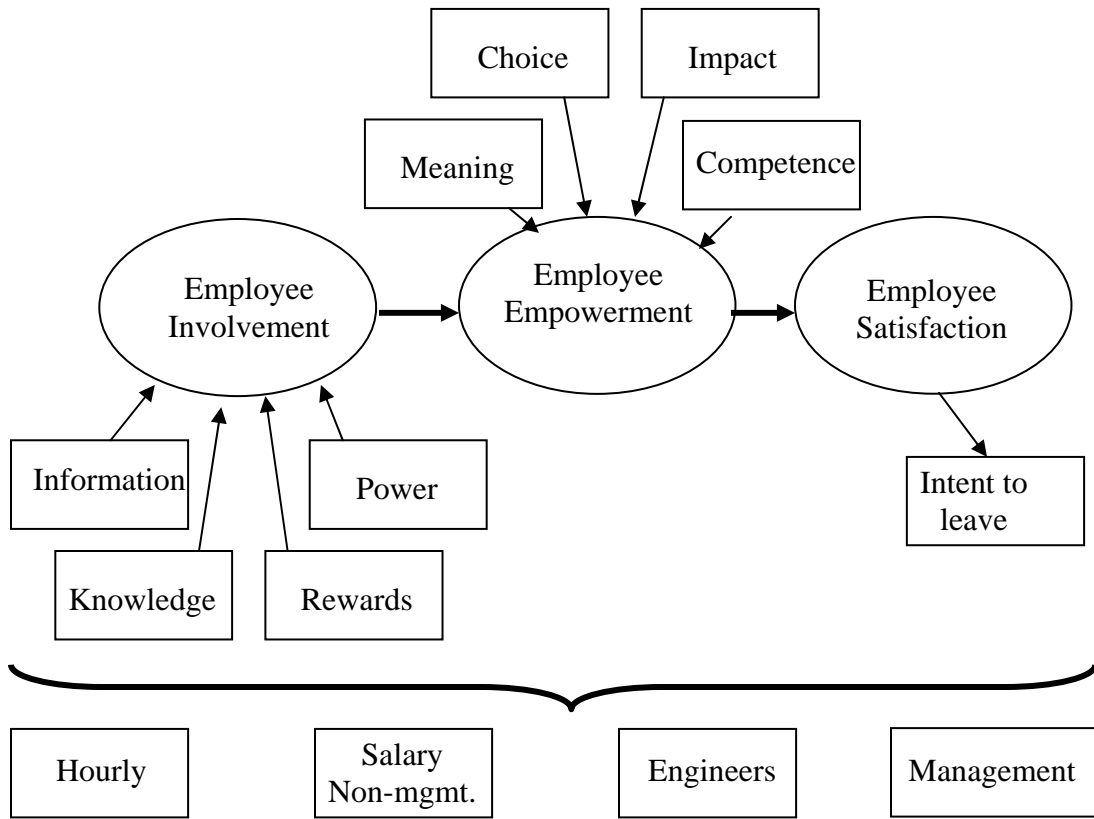 Choice
Impact
Meaning
Competence
Employee
Involvement
Employee
Empowerment
Employee
Satisfaction
Information
Power
Intent to
leave
Knowledge
Rewards
Hourly
Salary
Non-mgmt.
Engineers
Management